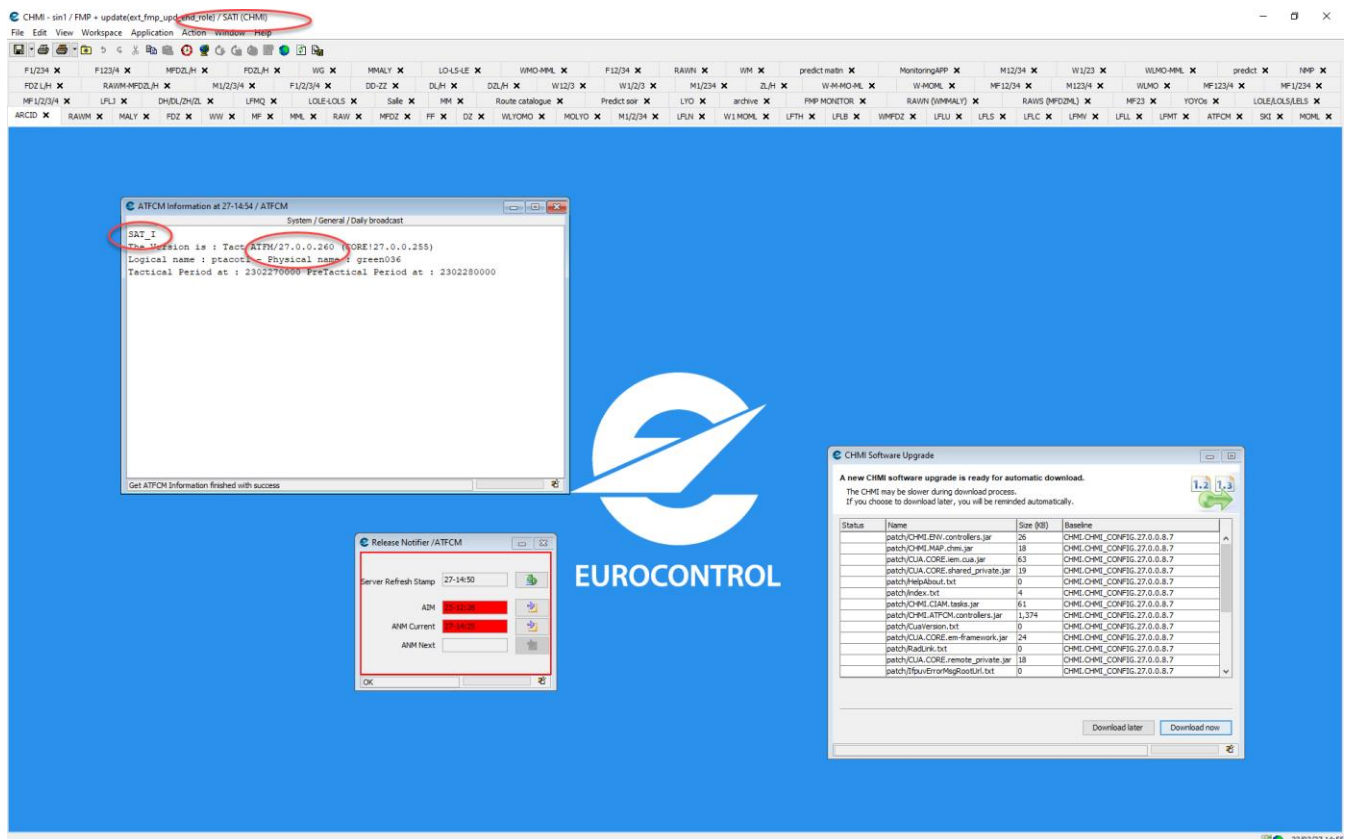 CHMI - sin1 / FMP + update(ext_fmp_upd_end_role) / SATI (CHMI)
File Edit View Workspace Application Action Window Help
F1/234 F123/4 MFDZL/H FDZL/H WG MMALY LO-LS-LE WMO-MML F12/34 RAWN WM predict matin MonitoringAPP M12/34 W1/23 WLMO-MML predict NMP
FDZ L/H RAWM-MFDZL/H M1/2/3/4 F1/2/3/4 DD-ZZ DL/H DZL/H W12/3 W1/2/3 M1/234 ZL/H W-M-MO-ML W-MOML MF12/34 M123/4 WLMO MF123/4 MF1/234
MF1/2/3/4 LFLJ DH/DL/ZH/ZL LFMQ LOLE-LOLS Salle MM Route catalogue Predict soir LYO archive FMP MONITOR RAWN (WMMALY) RAWS (MFDZML) MF23 YOYOs LOLE/LOLS/LELS
ARCID RAWM MALY FDZ WW MF MML RAW MFDZ FF DZ WLYOMO MOLYO M1/2/34 LFLN W1MOML LFTH LFLB WMFDZ LFLU LFLS LFLC LFMV LFLL LFMT ATFCM SKI MOML
ATFCM Information at 27-14:54 / ATFCM
System / General / Daily broadcast
SAT_I
The Version is : Tact ATFM/27.0.0.260 (CORE!27.0.0.255)
Logical name : ptacoti - Physical name : green036
Tactical Period at : 2302270000 PreTactical Period at : 2302280000
Get ATFCM Information finished with success
EUROCONTROL
Release Notifier /ATFCM
Server Refresh Stamp 27-14:50
AIM
ANM Current
ANM Next
OK
CHMI Software Upgrade
A new CHMI software upgrade is ready for automatic download.
The CHMI may be slower during download process.
If you choose to download later, you will be reminded automatically.
1.2 1.3
Status Name Size (KB) Baseline
patch/CHMI.ENV.controllers.jar 26 CHMI.CHMI_CONFIG.27.0.0.8.7
patch/CHMI.MAP.chmi.jar 18 CHMI.CHMI_CONFIG.27.0.0.8.7
patch/CUA.CORE.iem.cua.jar 63 CHMI.CHMI_CONFIG.27.0.0.8.7
patch/CUA.CORE.shared_private.jar 19 CHMI.CHMI_CONFIG.27.0.0.8.7
patch/HelpAbout.txt 0 CHMI.CHMI_CONFIG.27.0.0.8.7
patch/index.txt 4 CHMI.CHMI_CONFIG.27.0.0.8.7
patch/CHMI.CIAM.tasks.jar 61 CHMI.CHMI_CONFIG.27.0.0.8.7
patch/CHMI.ATFCM.controllers.jar 1,374 CHMI.CHMI_CONFIG.27.0.0.8.7
patch/CuaVersion.txt 0 CHMI.CHMI_CONFIG.27.0.0.8.7
patch/CUA.CORE.em-framework.jar 24 CHMI.CHMI_CONFIG.27.0.0.8.7
patch/RadLink.txt 0 CHMI.CHMI_CONFIG.27.0.0.8.7
patch/CUA.CORE.remote_private.jar 18 CHMI.CHMI_CONFIG.27.0.0.8.7
patch/IfpuvErrorMsgRootUrl.txt 0 CHMI.CHMI_CONFIG.27.0.0.8.7
Download later Download now